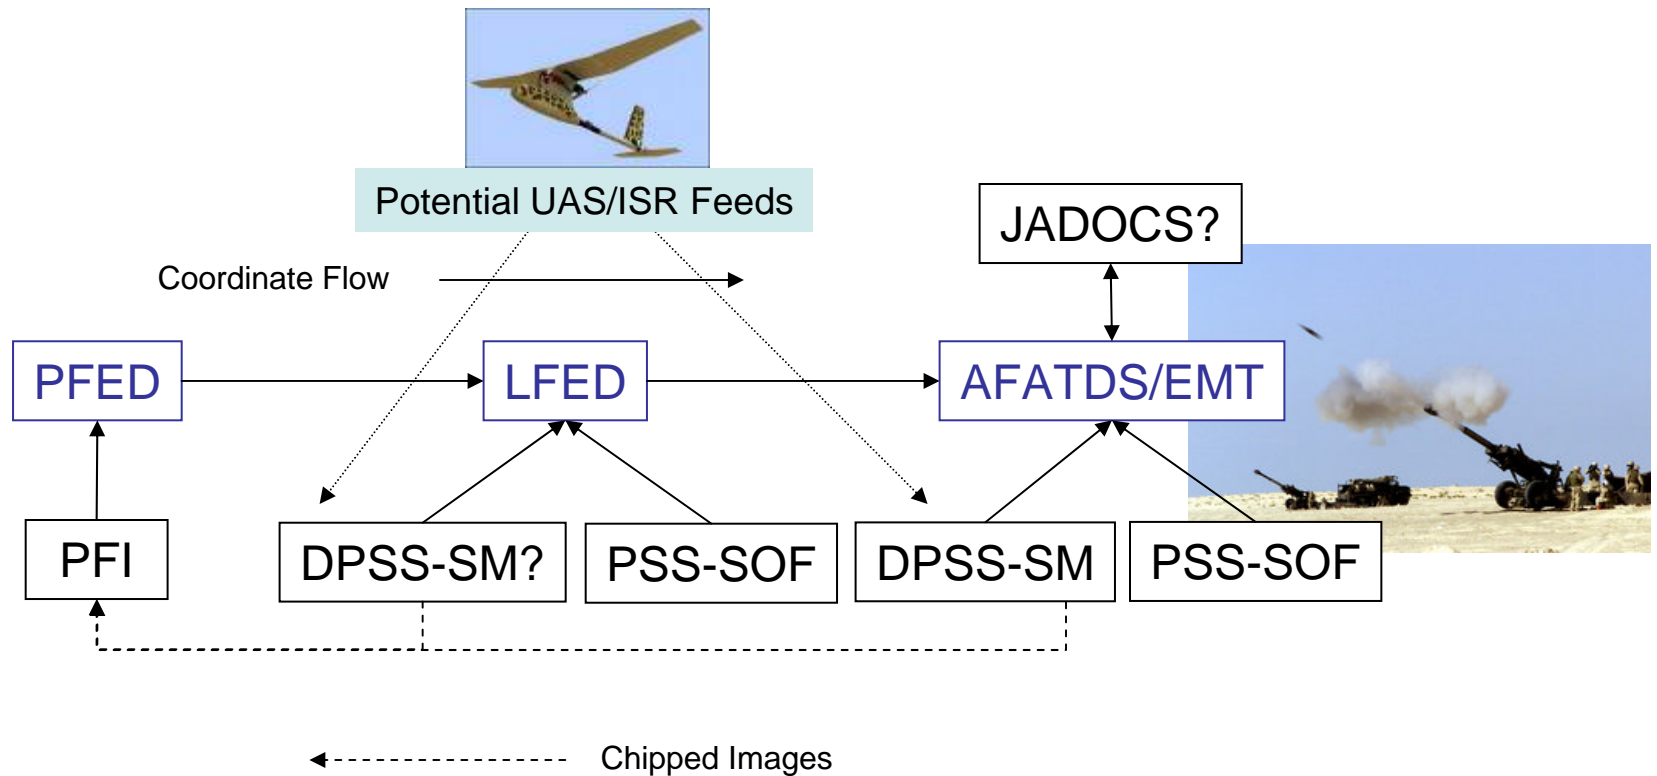 Potential UAS/ISR Feeds
JADOCS?
Coordinate Flow
PFED
LFED
AFATDS/EMT
PFI
DPSS-SM?
PSS-SOF
DPSS-SM
PSS-SOF
Chipped Images